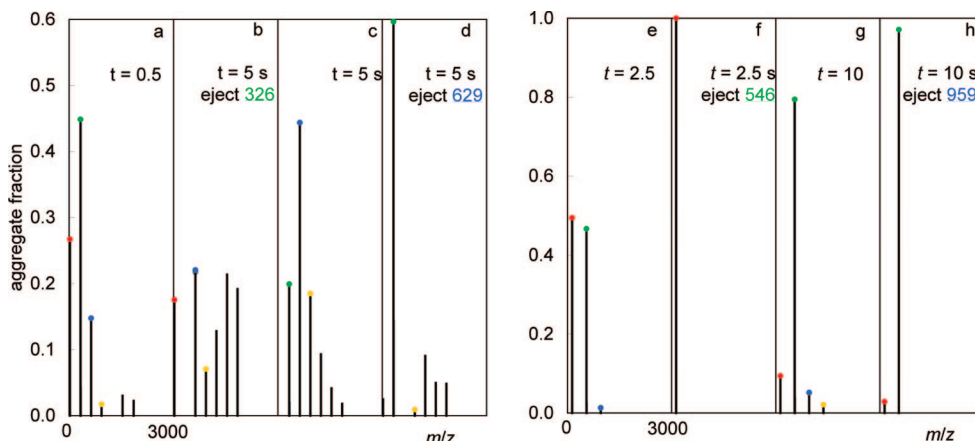 0.6
0.5
0.4
0.3
0.2
0.1
0.0
aggregate fraction
a
t = 0.5
b
t = 5 s
eject 326
c
t = 5 s
d
t = 5 s
eject 629
0
3000
m/z
1.0
0.8
0.6
0.4
0.2
0.0
e
t = 2.5
f
t = 2.5 s
eject 546
g
t = 10
h
t = 10 s
eject 959
0
3000
m/z